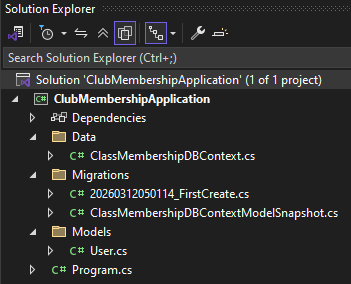 Solution Explorer
Search Solution Explorer (Ctrl+;)
Solution 'ClubMembershipApplication' (1 of 1 project)
C# ClubMembershipApplication
Dependencies
Data
C# ClassMembershipDBContext.cs
Migrations
C# 20260312050114_FirstCreate.cs
C# ClassMembershipDBContextModelSnapshot.cs
Models
C# User.cs
C# Program.cs